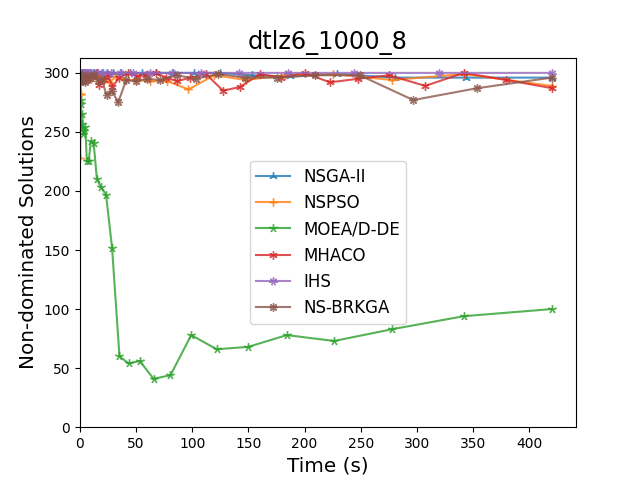 dtlz6_1000_8
Non-dominated Solutions
300
250
200
150
100
50
0
NSGA-II
NSPSO
MOEA/D-DE
MHACO
IHS
NS-BRKGA
0 50 100 150 200 250 300 350 400
Time (s)